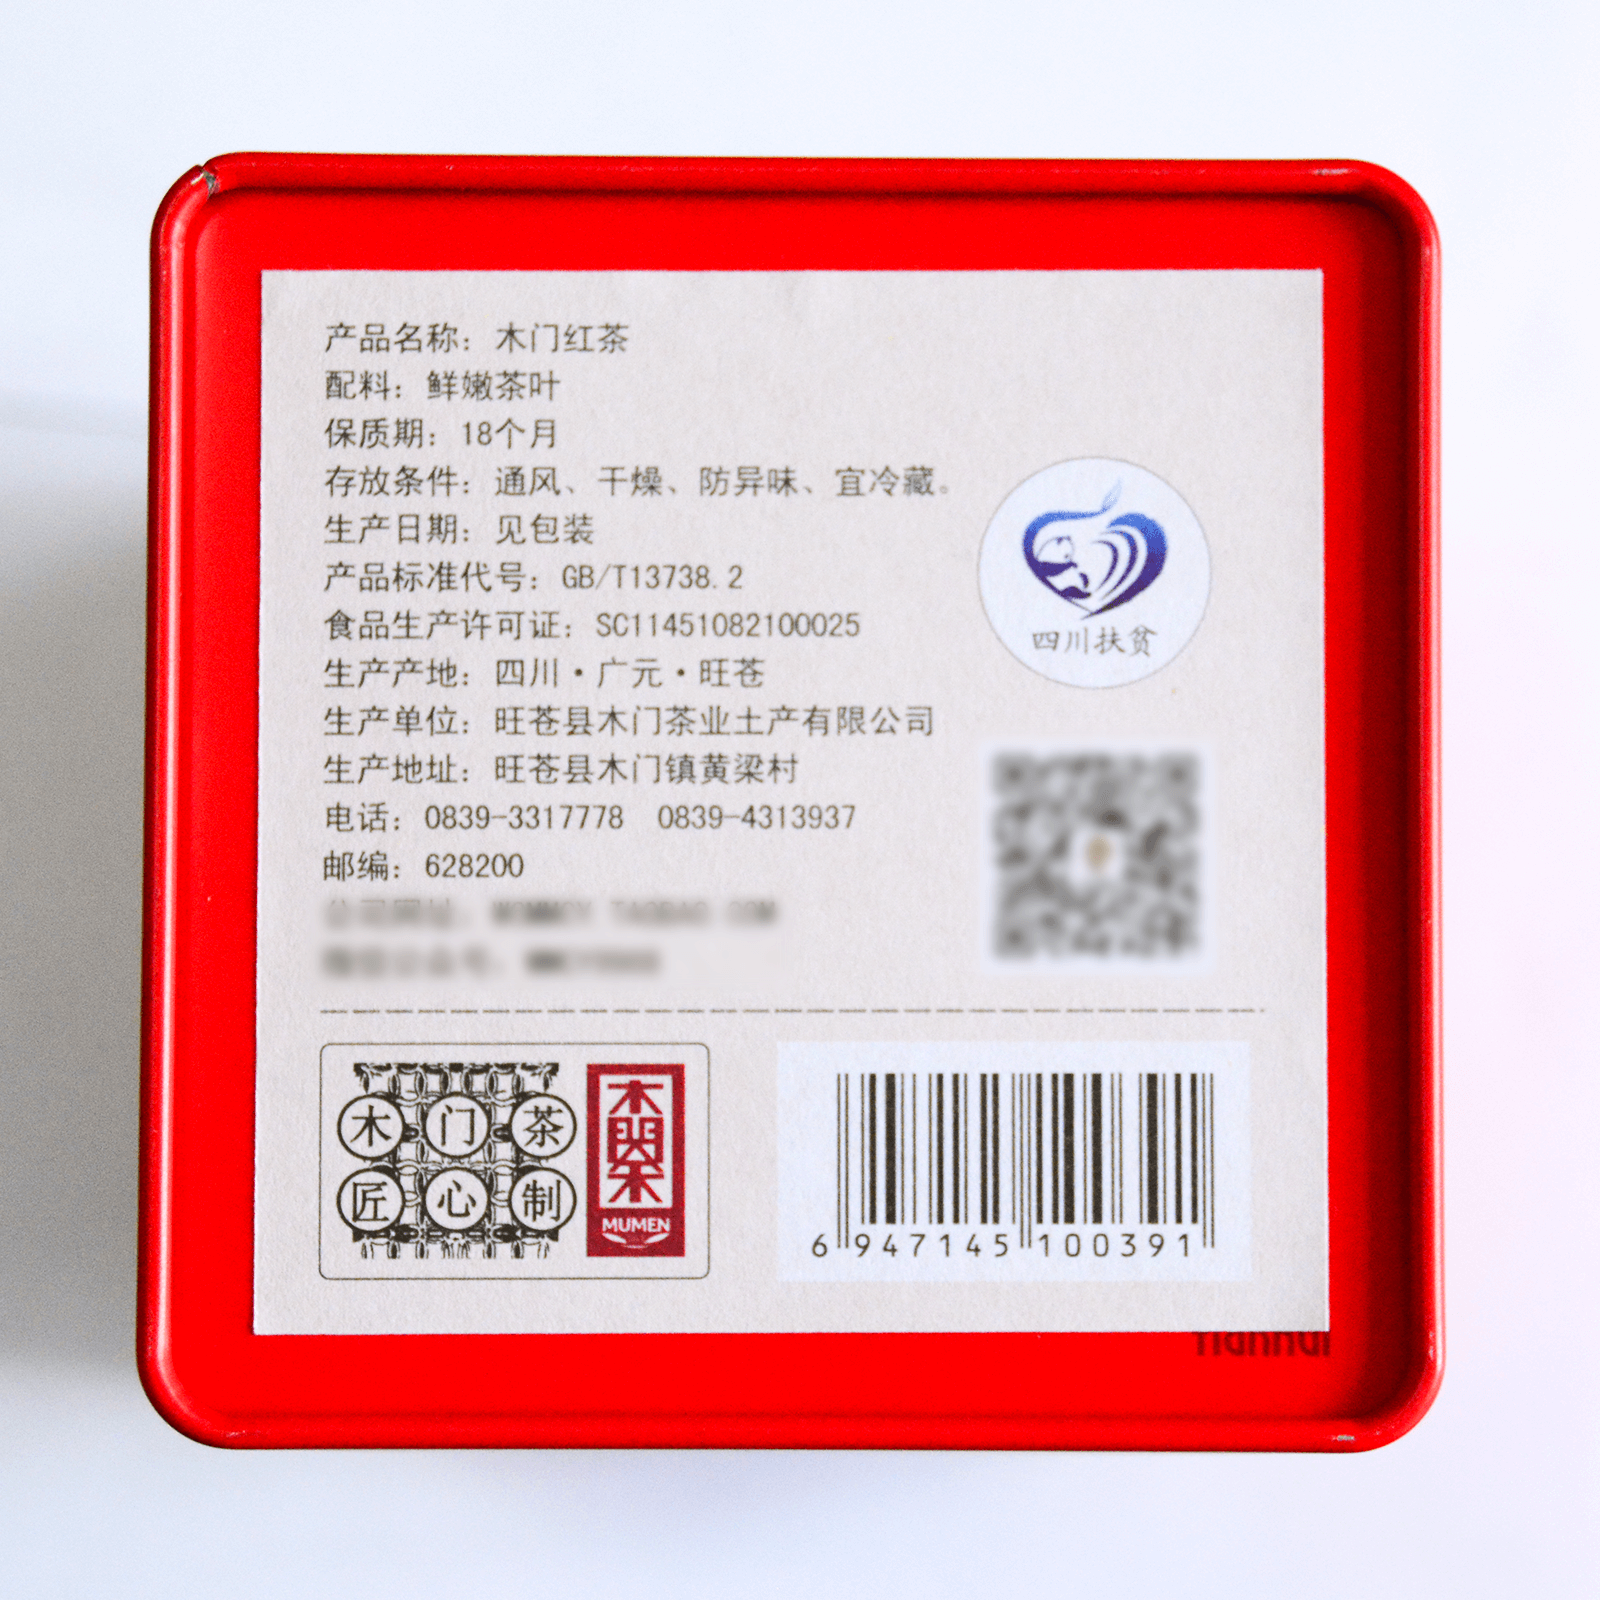 产品名称：木门红茶
配料：鲜嫩茶叶
保质期：18个月
存放条件：通风、干燥、防异味、宜冷藏。
生产日期：见包装
产品标准代号：GB/T13738.2
食品生产许可证：SC11451082100025
生产产地：四川·广元·旺苍
生产单位：旺苍县木门茶业土产有限公司
生产地址：旺苍县木门镇黄梁村
电话：0839-3317778 0839-4313937
邮编：628200
四川扶贫
木门茶
匠心制
MUMEN
6 947145 100391